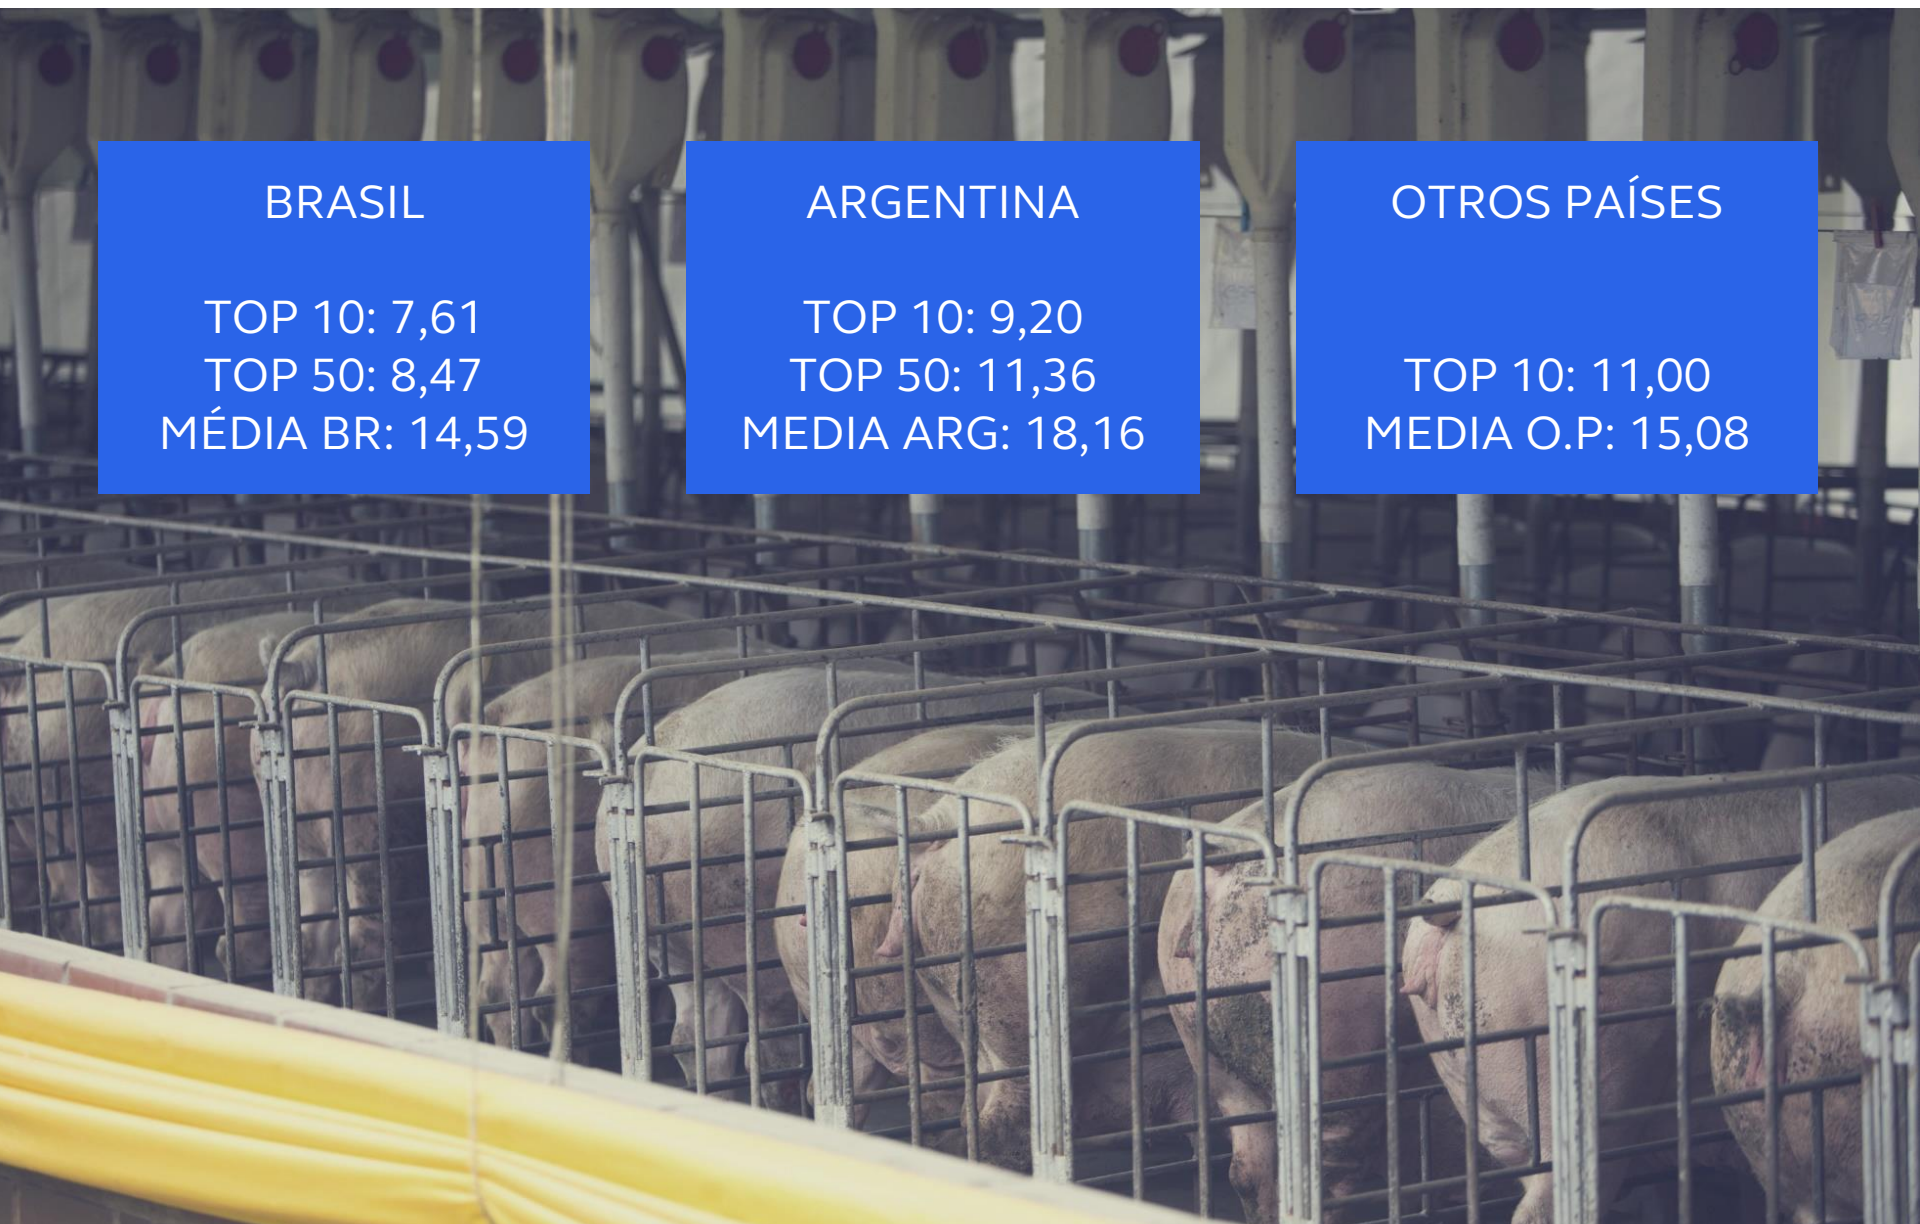 BRASIL
TOP 10: 7,61
TOP 50: 8,47
MÉDIA BR: 14,59
ARGENTINA
TOP 10: 9,20
TOP 50: 11,36
MEDIA ARG: 18,16
OTROS PAÍSES
TOP 10: 11,00
MEDIA O.P: 15,08